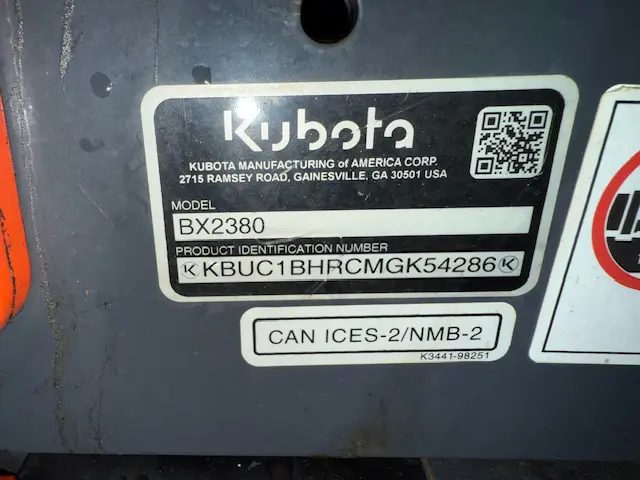 Kubota
KUBOTA MANUFACTURING of AMERICA CORP.
2715 RAMSEY ROAD, GAINESVILLE, GA 30501 USA
MODEL
BX2380
PRODUCT IDENTIFICATION NUMBER
KBUC1BHRCMGK54286
CAN ICES-2/NMB-2
K3441-98251